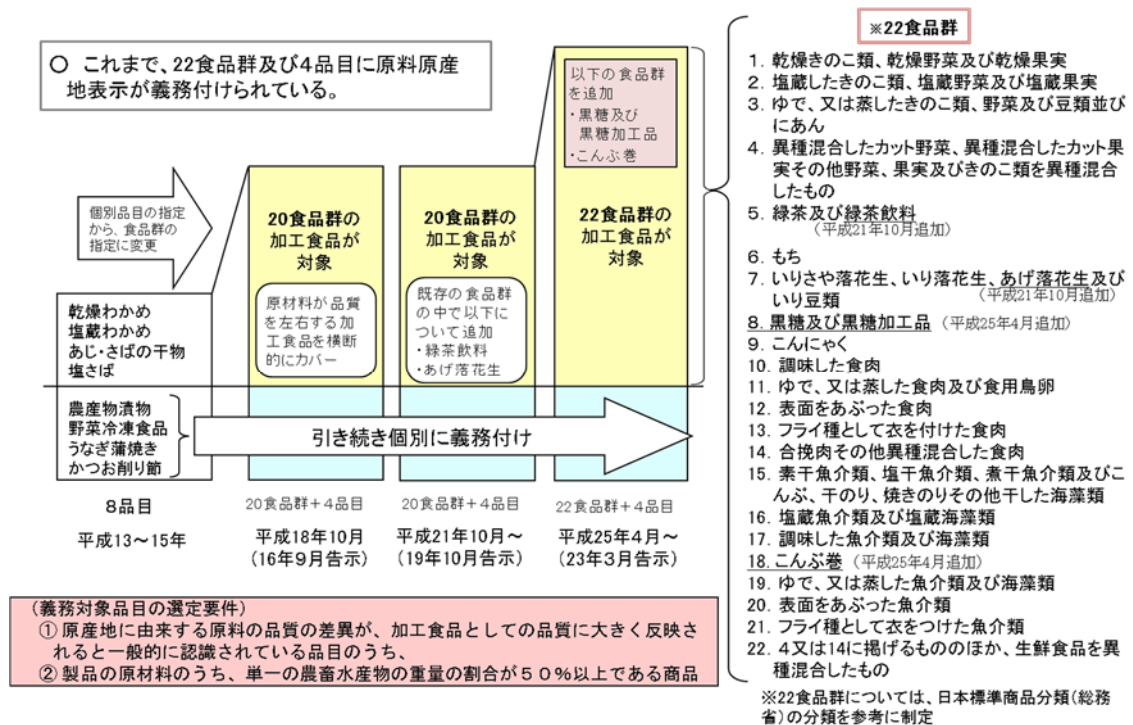 ○ これまで、22食品群及び4品目に原料原産
地表示が義務付けられている。
個別品目の指定
から、食品群の
指定に変更
乾燥わかめ
塩蔵わかめ
あじ・さばの干物
塩さば
農産物漬物
野菜冷凍食品
うなぎ蒲焼き
かつお削り節
8品目
平成13～15年
20食品群の
加工食品が
対象
原材料が品質
を左右する加
工食品を横断
的にカバー
20食品群＋4品目
平成18年10月
(16年9月告示)
20食品群の
加工食品が
対象
既存の食品群
の中で以下に
ついて追加
・緑茶飲料
・あげ落花生
20食品群＋4品目
平成21年10月～
(19年10月告示)
以下の食品群
を追加
・黒糖及び
黒糖加工品
・こんぶ巻
22食品群の
加工食品が
対象
22食品群＋4品目
平成25年4月～
(23年3月告示)
引き続き個別に義務付け
（義務対象品目の選定要件）
① 原産地に由来する原料の品質の差異が、加工食品としての品質に大きく反映さ
れると一般的に認識されている品目のうち、
② 製品の原材料のうち、単一の農畜水産物の重量の割合が５０％以上である商品
※22食品群
1. 乾燥きのこ類、乾燥野菜及び乾燥果実
2. 塩蔵したきのこ類、塩蔵野菜及び塩蔵果実
3. ゆで、又は蒸したきのこ類、野菜及び豆類並び
にあん
4. 異種混合したカット野菜、異種混合したカット果
実その他野菜、果実及びきのこ類を異種混合
したもの
5. 緑茶及び緑茶飲料
（平成21年10月追加）
6. もち
7. いりさや落花生、いり落花生、あげ落花生及び
いり豆類 （平成21年10月追加）
8. 黒糖及び黒糖加工品 （平成25年4月追加）
9. こんにゃく
10. 調味した食肉
11. ゆで、又は蒸した食肉及び食用鳥卵
12. 表面をあぶった食肉
13. フライ種として衣を付けた食肉
14. 合挽肉その他異種混合した食肉
15. 素干魚介類、塩干魚介類、煮干魚介類及びこ
んぶ、干のり、焼きのりその他干した海藻類
16. 塩蔵魚介類及び塩蔵海藻類
17. 調味した魚介類及び海藻類
18. こんぶ巻 （平成25年4月追加）
19. ゆで、又は蒸した魚介類及び海藻類
20. 表面をあぶった魚介類
21. フライ種として衣をつけた魚介類
22. 4又は14に掲げるもののほか、生鮮食品を異
種混合したもの
※22食品群については、日本標準商品分類（総務
省）の分類を参考に制定